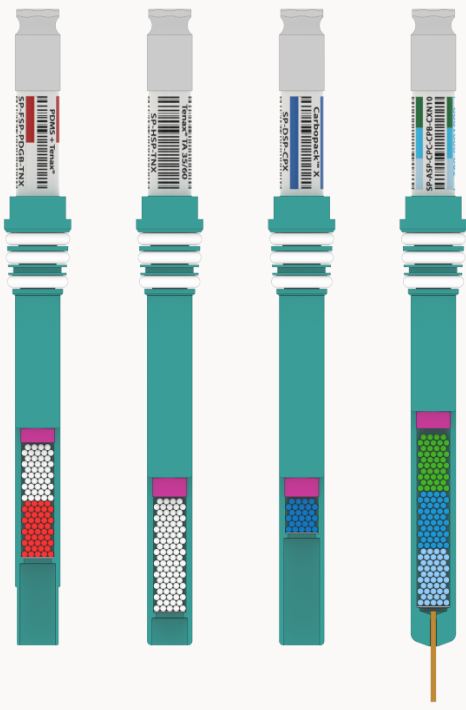 PDMS + Tenax®
SP-FSP-PDGB-TNX
Tenax® TA 35/60
SP-HSP-TNX
Carbopack™ X
SP-DSP-CPX
SP-ASP-CPC-CPB-CXN10